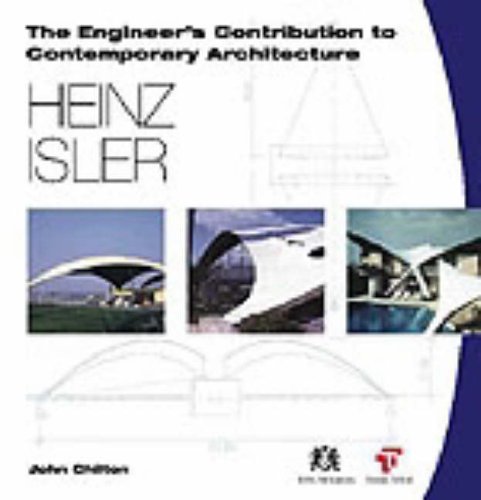 The Engineer's Contribution to
Contemporary Architecture
HEINZ
ISLER
John Chilton